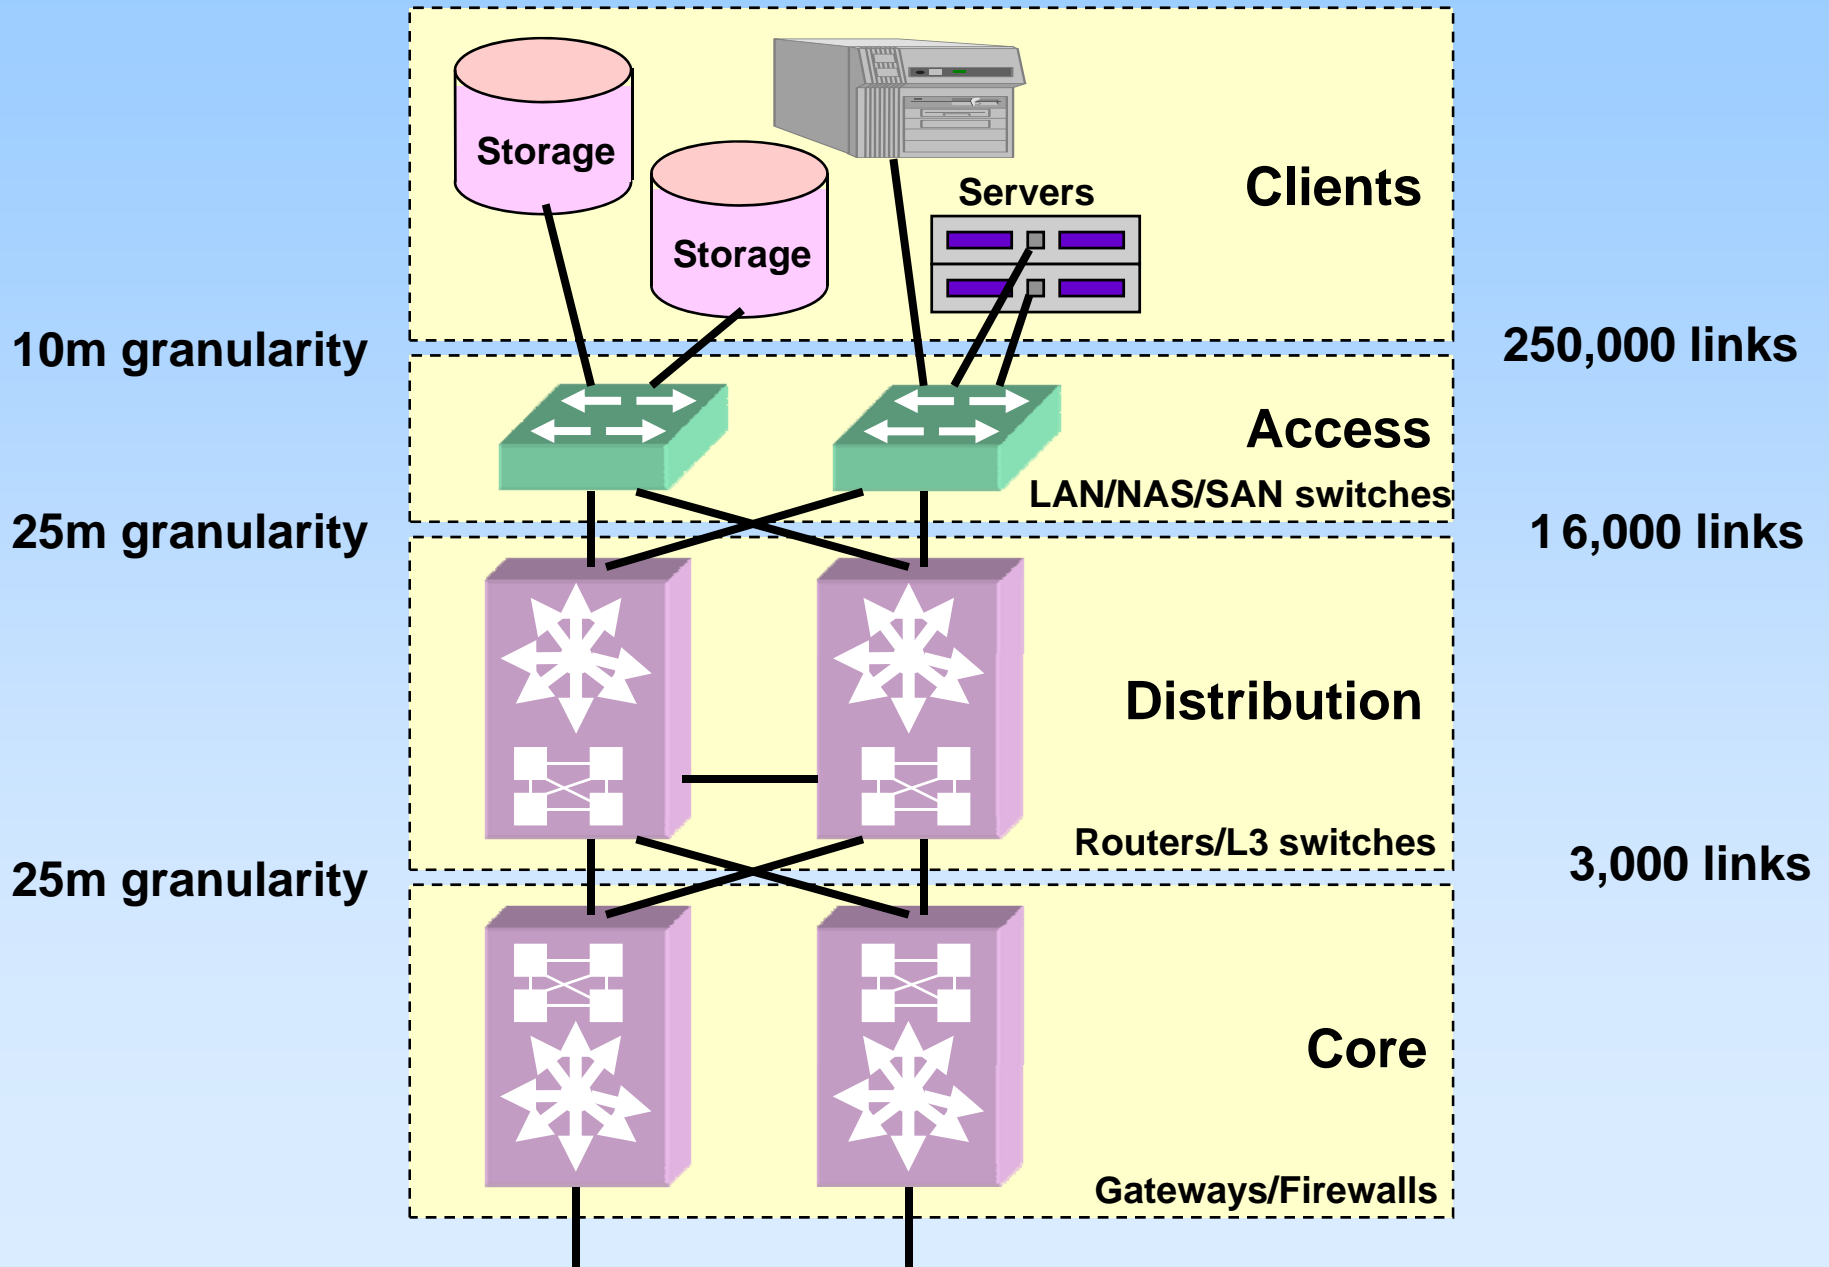 Storage
Storage
Servers
Clients
10m granularity
250,000 links
Access
LAN/NAS/SAN switches
25m granularity
16,000 links
Distribution
Routers/L3 switches
25m granularity
3,000 links
Core
Gateways/Firewalls